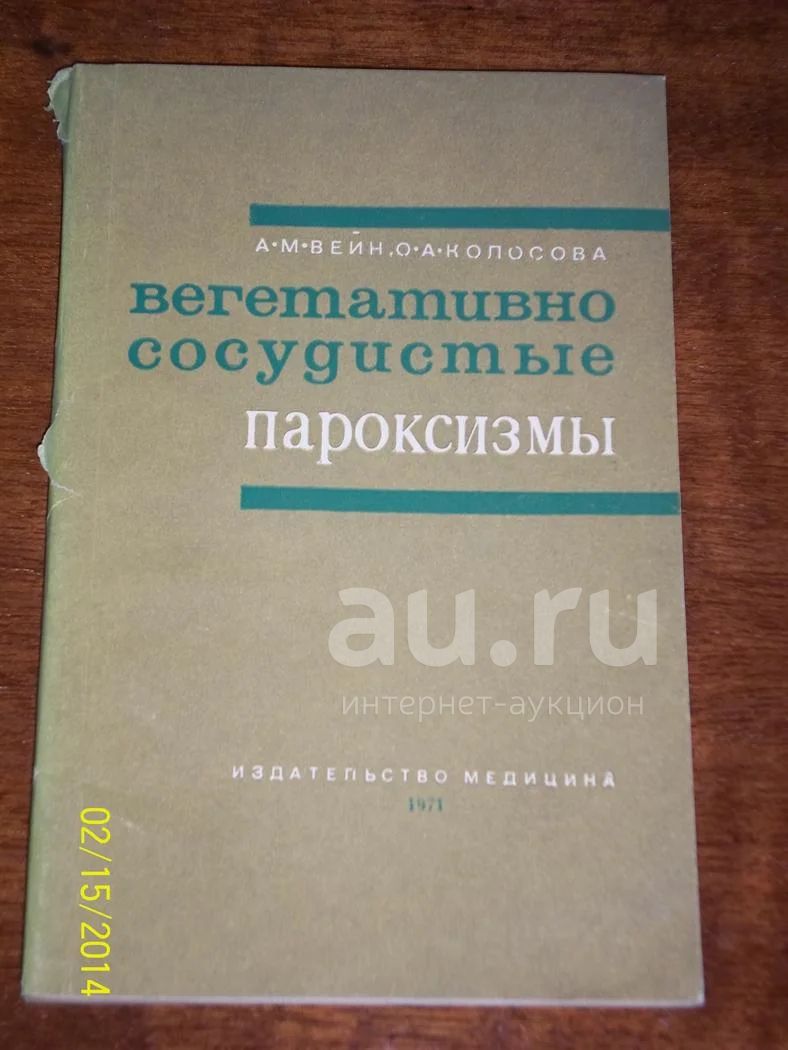 А·М·ВЕЙН,О·А·КОЛОСОВА
вегетативно
сосудистые
пароксизмы
au.ru
интернет-аукцион
ИЗДАТЕЛЬСТВО МЕДИЦИНА
1971
02/15/2014